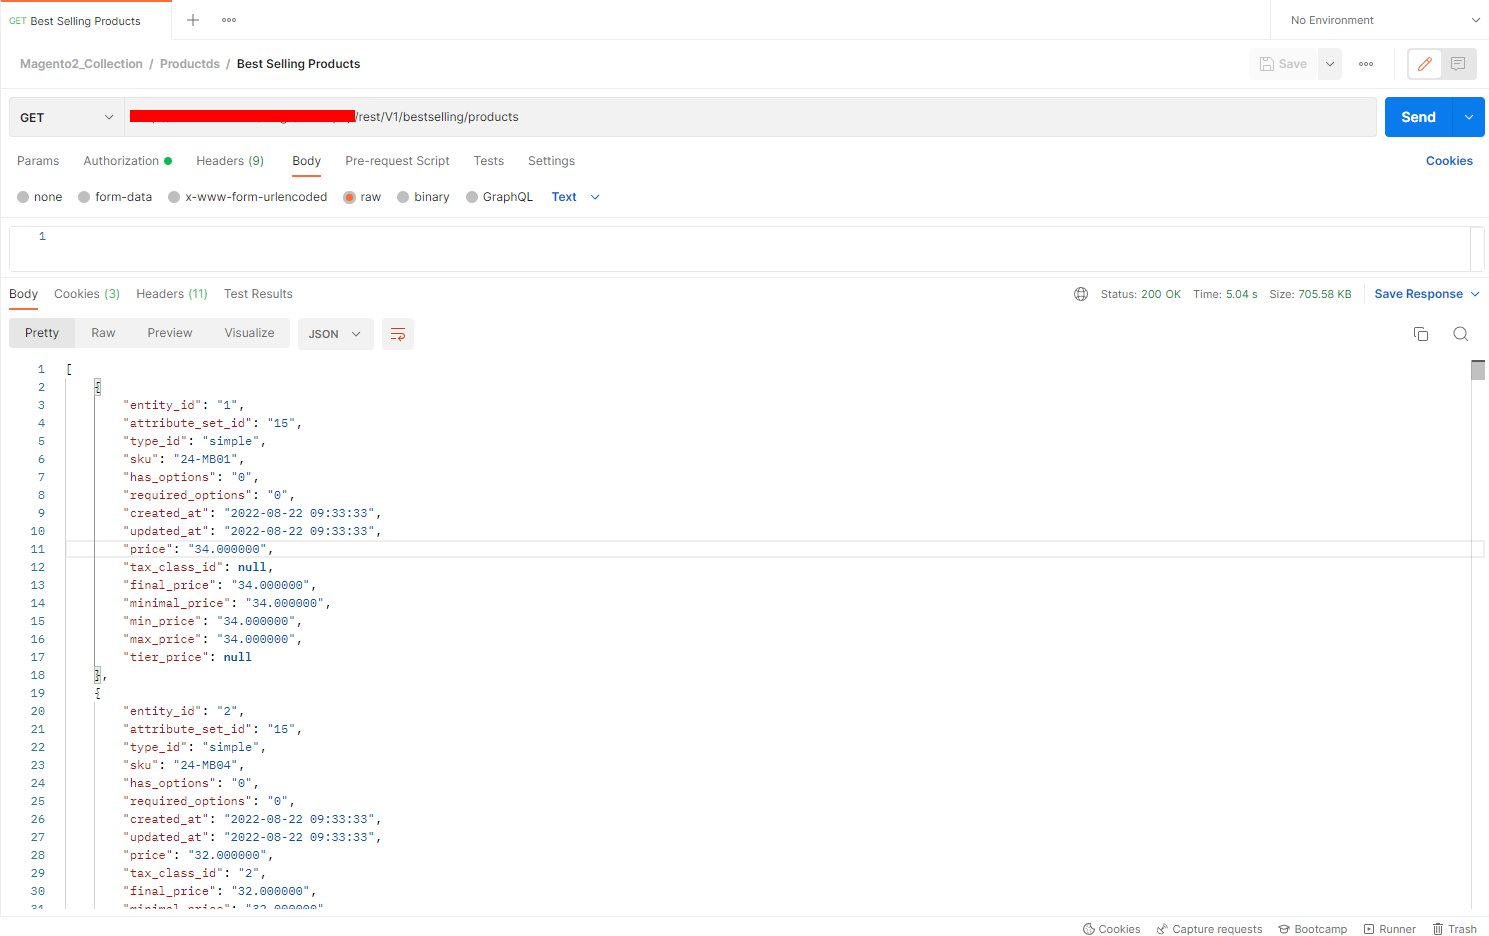 GET Best Selling Products
No Environment
Magento2_Collection / Productds / Best Selling Products
Save
GET
/rest/V1/bestselling/products
Send
Params Authorization Headers (9) Body Pre-request Script Tests Settings
Cookies
none form-data x-www-form-urlencoded raw binary GraphQL Text
1
Body Cookies (3) Headers (11) Test Results
Status: 200 OK Time: 5.04 s Size: 705.58 KB Save Response
Pretty Raw Preview Visualize JSON
1 [
2 {
3 "entity_id": "1",
4 "attribute_set_id": "15",
5 "type_id": "simple",
6 "sku": "24-MB01",
7 "has_options": "0",
8 "required_options": "0",
9 "created_at": "2022-08-22 09:33:33",
10 "updated_at": "2022-08-22 09:33:33",
11 "price": "34.000000",
12 "tax_class_id": null,
13 "final_price": "34.000000",
14 "minimal_price": "34.000000",
15 "min_price": "34.000000",
16 "max_price": "34.000000",
17 "tier_price": null
18 },
19 {
20 "entity_id": "2",
21 "attribute_set_id": "15",
22 "type_id": "simple",
23 "sku": "24-MB04",
24 "has_options": "0",
25 "required_options": "0",
26 "created_at": "2022-08-22 09:33:33",
27 "updated_at": "2022-08-22 09:33:33",
28 "price": "32.000000",
29 "tax_class_id": "2",
30 "final_price": "32.000000",
31 "minimal_price": "32.000000"
Cookies Capture requests Bootcamp Runner Trash